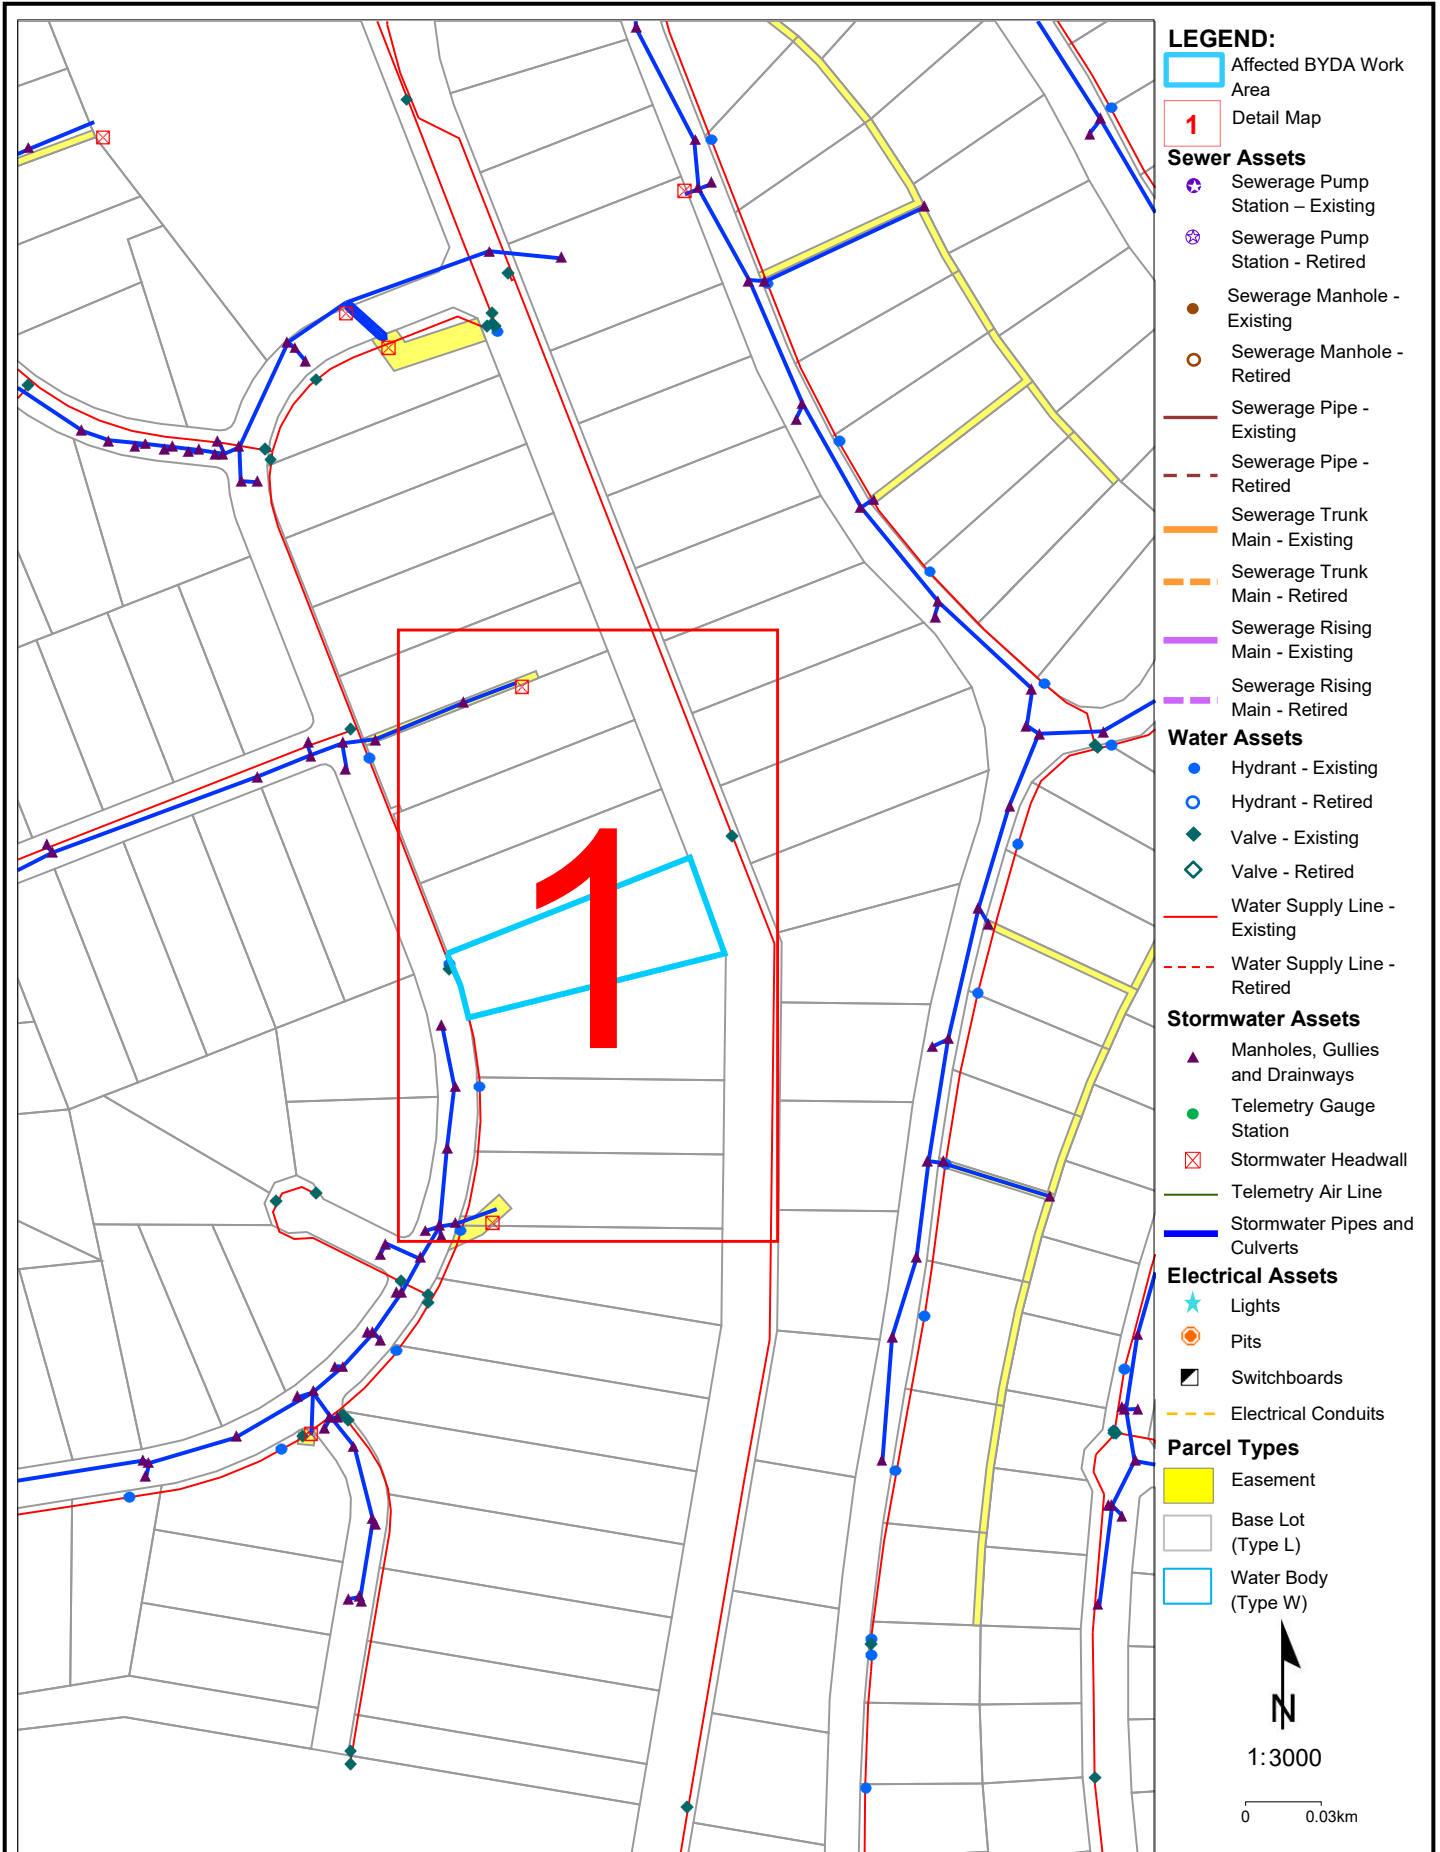 LEGEND:
Affected BYDA Work
Area
1
Detail Map
Sewer Assets
Sewerage Pump
Station – Existing
Sewerage Pump
Station - Retired
Sewerage Manhole -
Existing
Sewerage Manhole -
Retired
Sewerage Pipe -
Existing
Sewerage Pipe -
Retired
Sewerage Trunk
Main - Existing
Sewerage Trunk
Main - Retired
Sewerage Rising
Main - Existing
Sewerage Rising
Main - Retired
Water Assets
Hydrant - Existing
Hydrant - Retired
Valve - Existing
Valve - Retired
Water Supply Line -
Existing
Water Supply Line -
Retired
Stormwater Assets
Manholes, Gullies
and Drainways
Telemetry Gauge
Station
Stormwater Headwall
Telemetry Air Line
Stormwater Pipes and
Culverts
Electrical Assets
Lights
Pits
Switchboards
Electrical Conduits
Parcel Types
Easement
Base Lot
(Type L)
Water Body
(Type W)
N
1:3000
0 0.03km
1